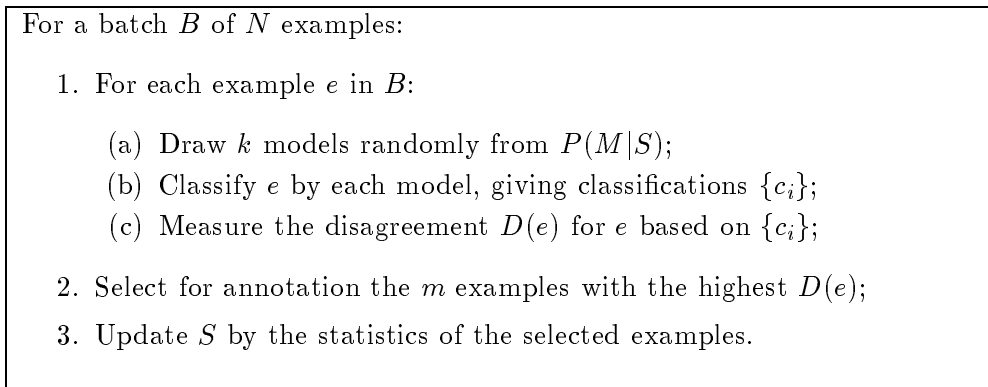 For a batch B of N examples:
1. For each example e in B:
(a) Draw k models randomly from P(M|S);
(b) Classify e by each model, giving classifications {c_i};
(c) Measure the disagreement D(e) for e based on {c_i};
2. Select for annotation the m examples with the highest D(e);
3. Update S by the statistics of the selected examples.